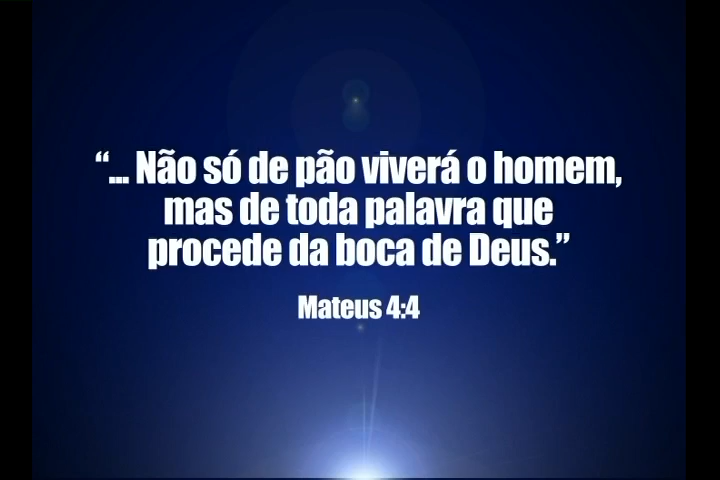 “... Não só de pão viverá o homem,
mas de toda palavra que
procede da boca de Deus.”
Mateus 4:4